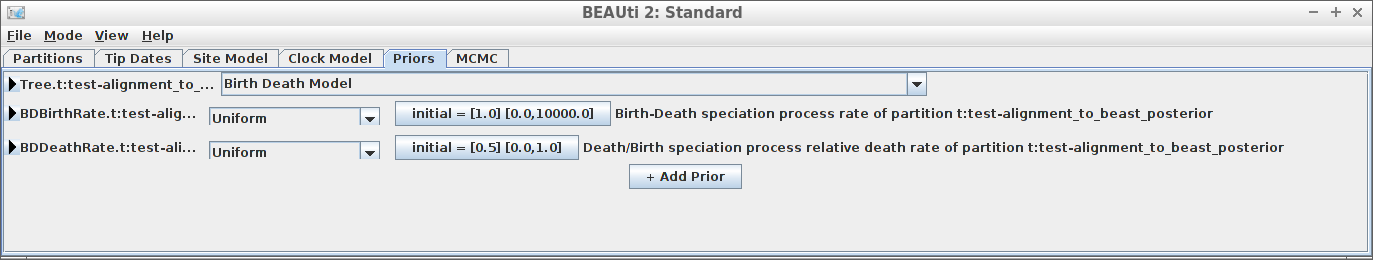 BEAUti 2: Standard
File Mode View Help
Partitions Tip Dates Site Model Clock Model Priors MCMC
Tree.t:test-alignment_to_... Birth Death Model
BDBirthRate.t:test-alig... Uniform initial = [1.0] [0.0,10000.0] Birth-Death speciation process rate of partition t:test-alignment_to_beast_posterior
BDDeathRate.t:test-ali... Uniform initial = [0.5] [0.0,1.0] Death/Birth speciation process relative death rate of partition t:test-alignment_to_beast_posterior
+ Add Prior